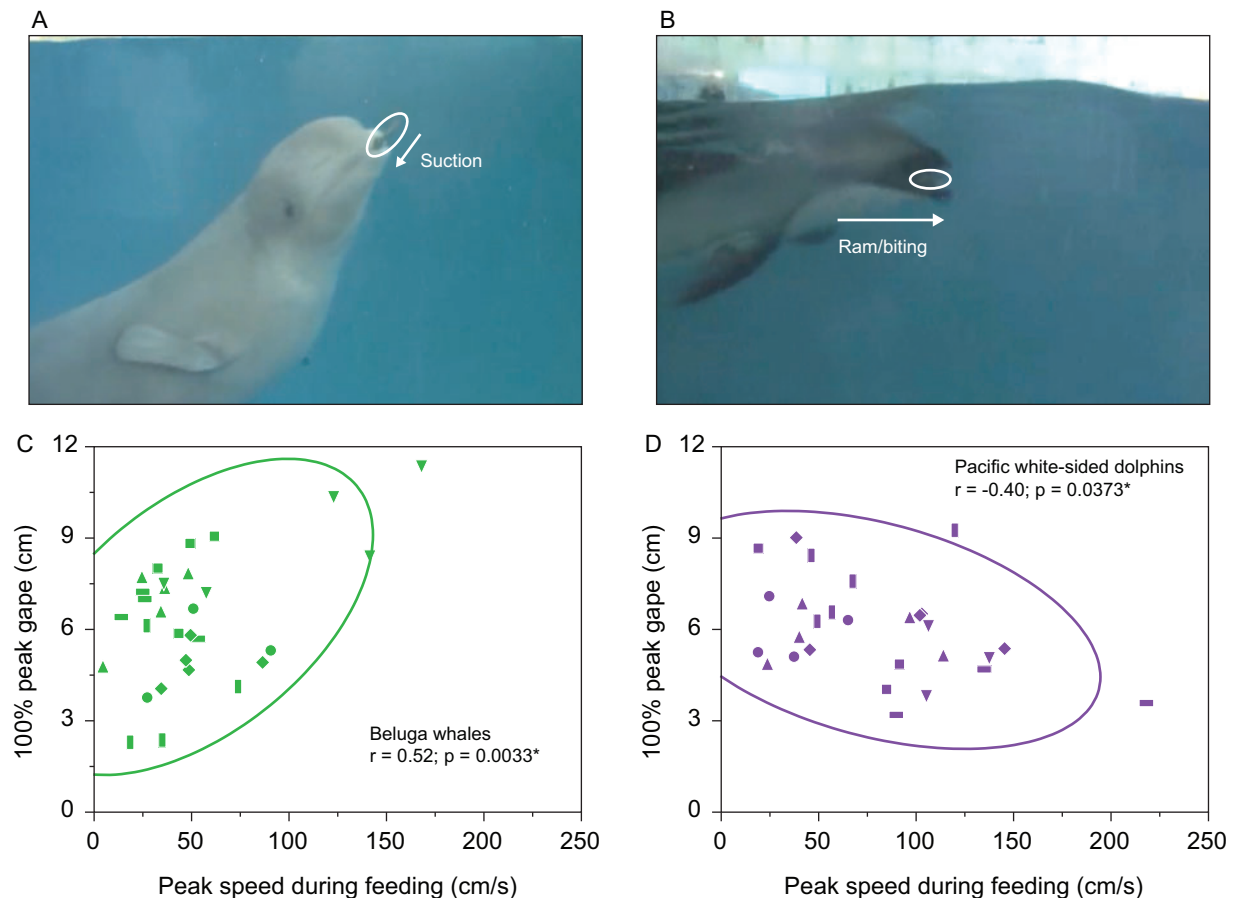 A
B
Suction
Ram/biting
C
12
9
6
3
0
100% peak gape (cm)
Beluga whales
r = 0.52; p = 0.0033*
0
50
100
150
200
250
Peak speed during feeding (cm/s)
D
12
9
6
3
0
100% peak gape (cm)
Pacific white-sided dolphins
r = -0.40; p = 0.0373*
0
50
100
150
200
250
Peak speed during feeding (cm/s)